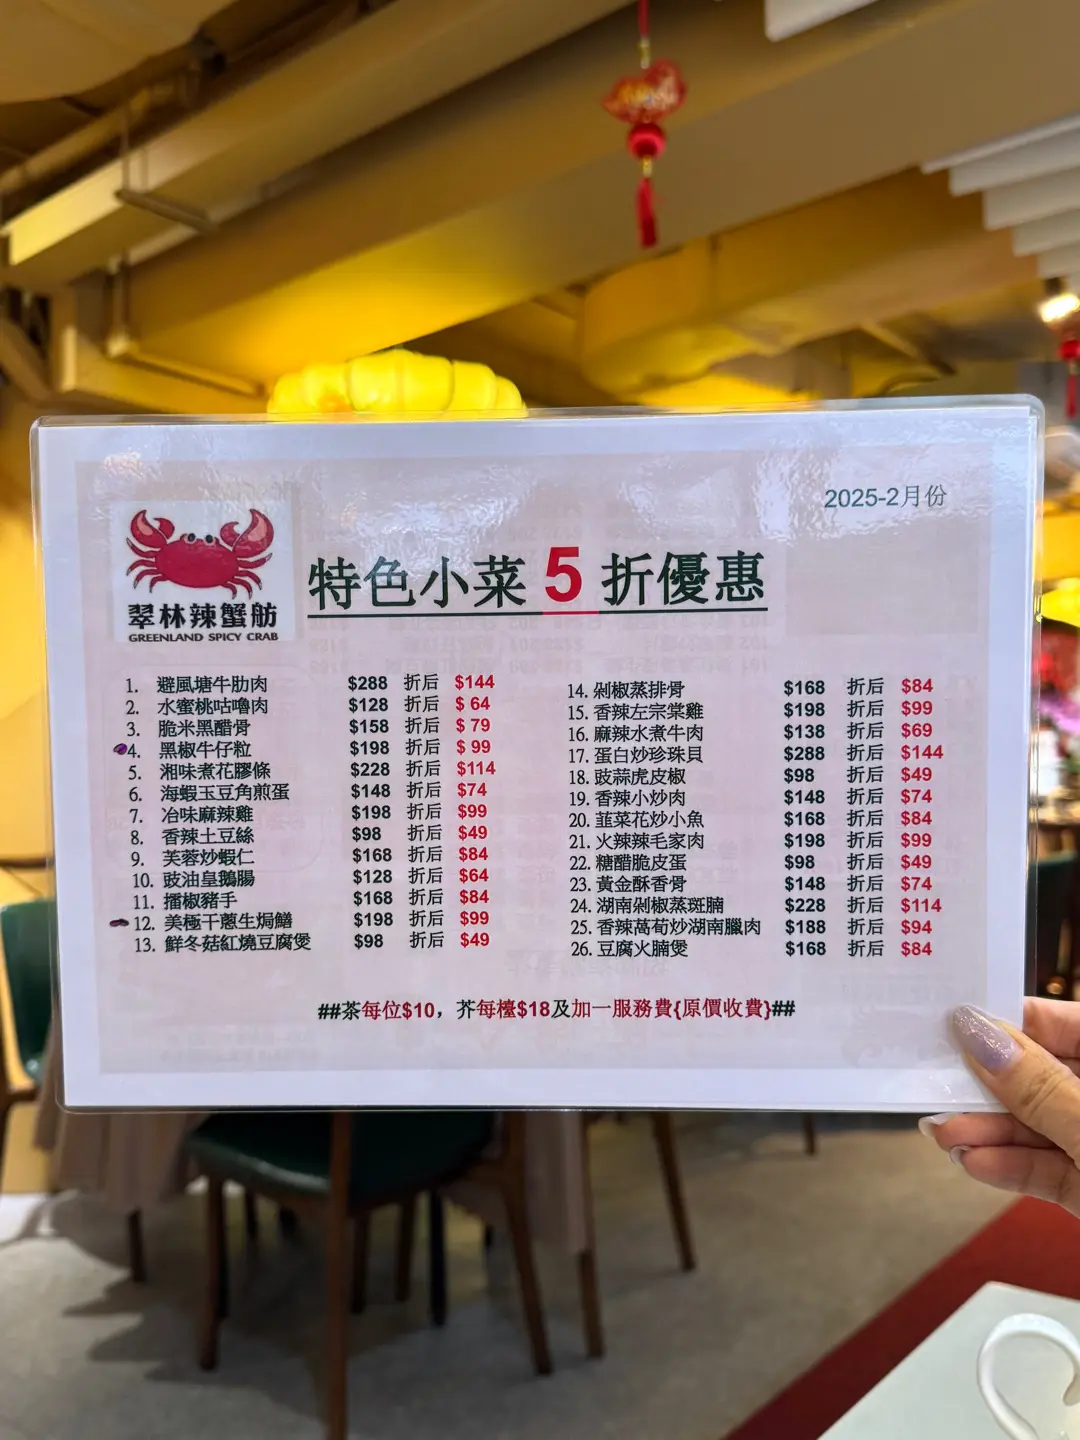 2025-2月份
翠林辣蟹舫
GREENLAND SPICY CRAB
特色小菜 5 折優惠
1. 避風塘牛肋肉 $288 折后 $144
2. 水蜜桃咕嚕肉 $128 折后 $ 64
3. 脆米黑醋骨 $158 折后 $ 79
4. 黑椒牛仔粒 $198 折后 $ 99
5. 湘味煮花膠條 $228 折后 $114
6. 海蝦玉豆角煎蛋 $148 折后 $74
7. 冶味麻辣雞 $198 折后 $99
8. 香辣土豆絲 $98 折后 $49
9. 芙蓉炒蝦仁 $168 折后 $84
10. 豉油皇鵝腸 $128 折后 $64
11. 擂椒豬手 $168 折后 $84
12. 美極干蔥生焗鱔 $198 折后 $99
13. 鮮冬菇紅燒豆腐煲 $98 折后 $49
14. 剁椒蒸排骨 $168 折后 $84
15. 香辣左宗棠雞 $198 折后 $99
16. 麻辣水煮牛肉 $138 折后 $69
17. 蛋白炒珍珠貝 $288 折后 $144
18. 豉蒜虎皮椒 $98 折后 $49
19. 香辣小炒肉 $148 折后 $74
20. 韮菜花炒小魚 $168 折后 $84
21. 火辣辣毛家肉 $198 折后 $99
22. 糖醋脆皮蛋 $98 折后 $49
23. 黃金酥香骨 $148 折后 $74
24. 湖南剁椒蒸斑腩 $228 折后 $114
25. 香辣萵荀炒湖南臘肉 $188 折后 $94
26. 豆腐火腩煲 $168 折后 $84
##茶每位$10，芥每檯$18及加一服務費{原價收費}##